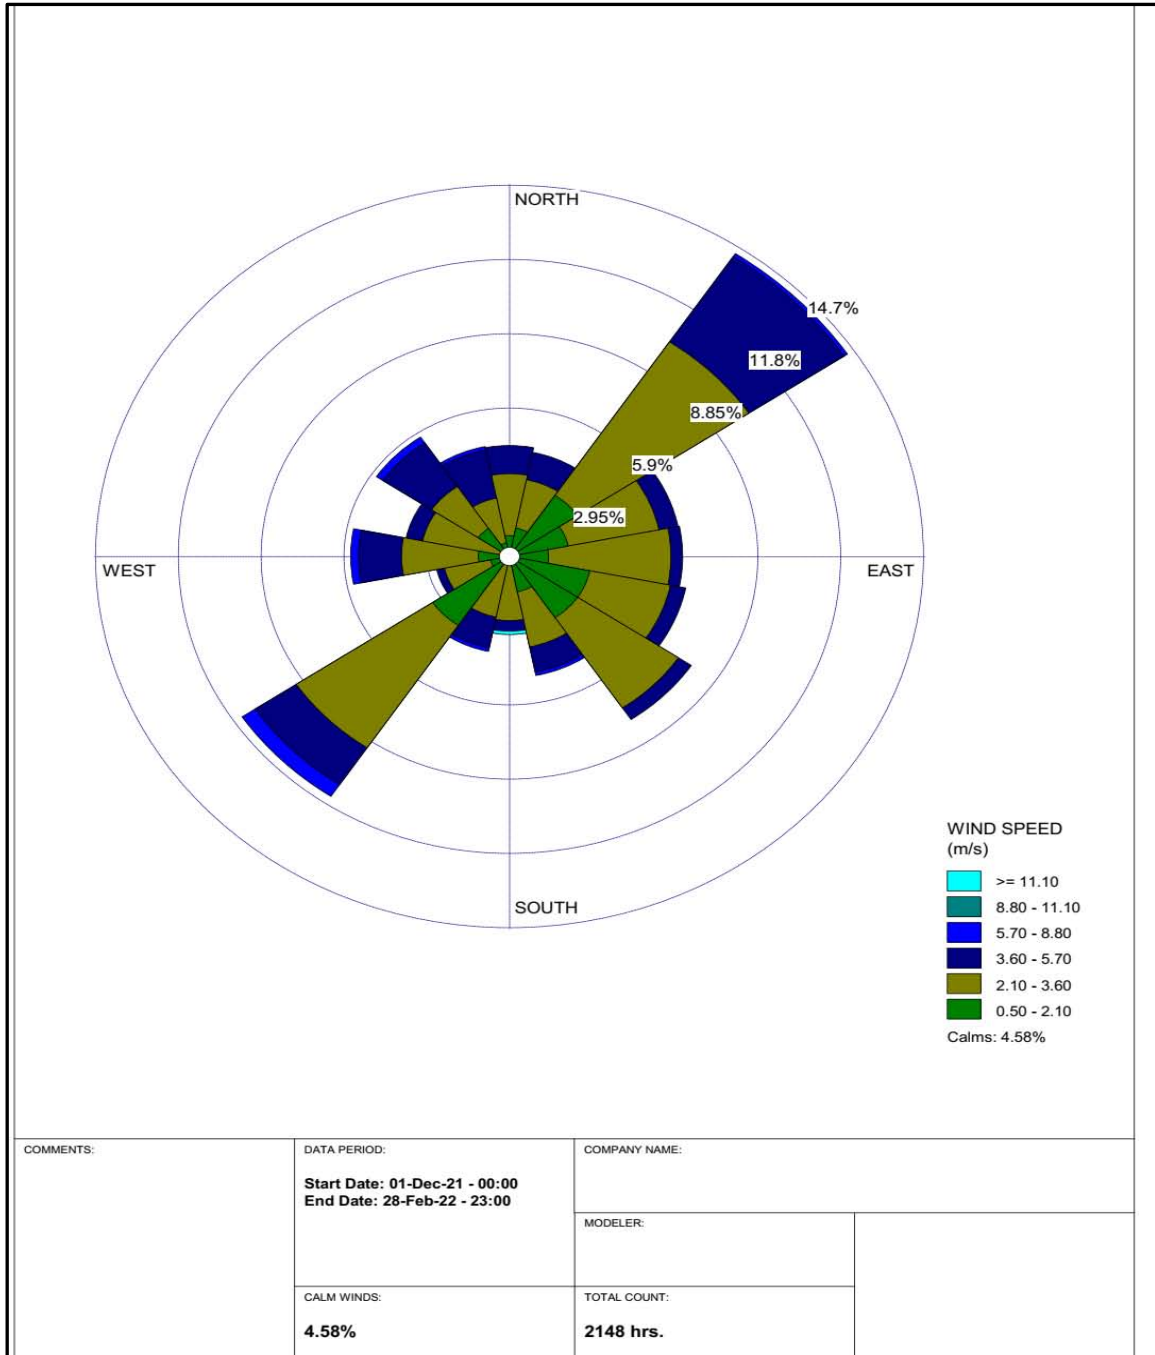 NORTH
14.7%
11.8%
8.85%
5.9%
2.95%
WEST
EAST
SOUTH
WIND SPEED
(m/s)
>= 11.10
8.80 - 11.10
5.70 - 8.80
3.60 - 5.70
2.10 - 3.60
0.50 - 2.10
Calms: 4.58%
COMMENTS:
DATA PERIOD:
Start Date: 01-Dec-21 - 00:00
End Date: 28-Feb-22 - 23:00
COMPANY NAME:
MODELER:
CALM WINDS:
4.58%
TOTAL COUNT:
2148 hrs.